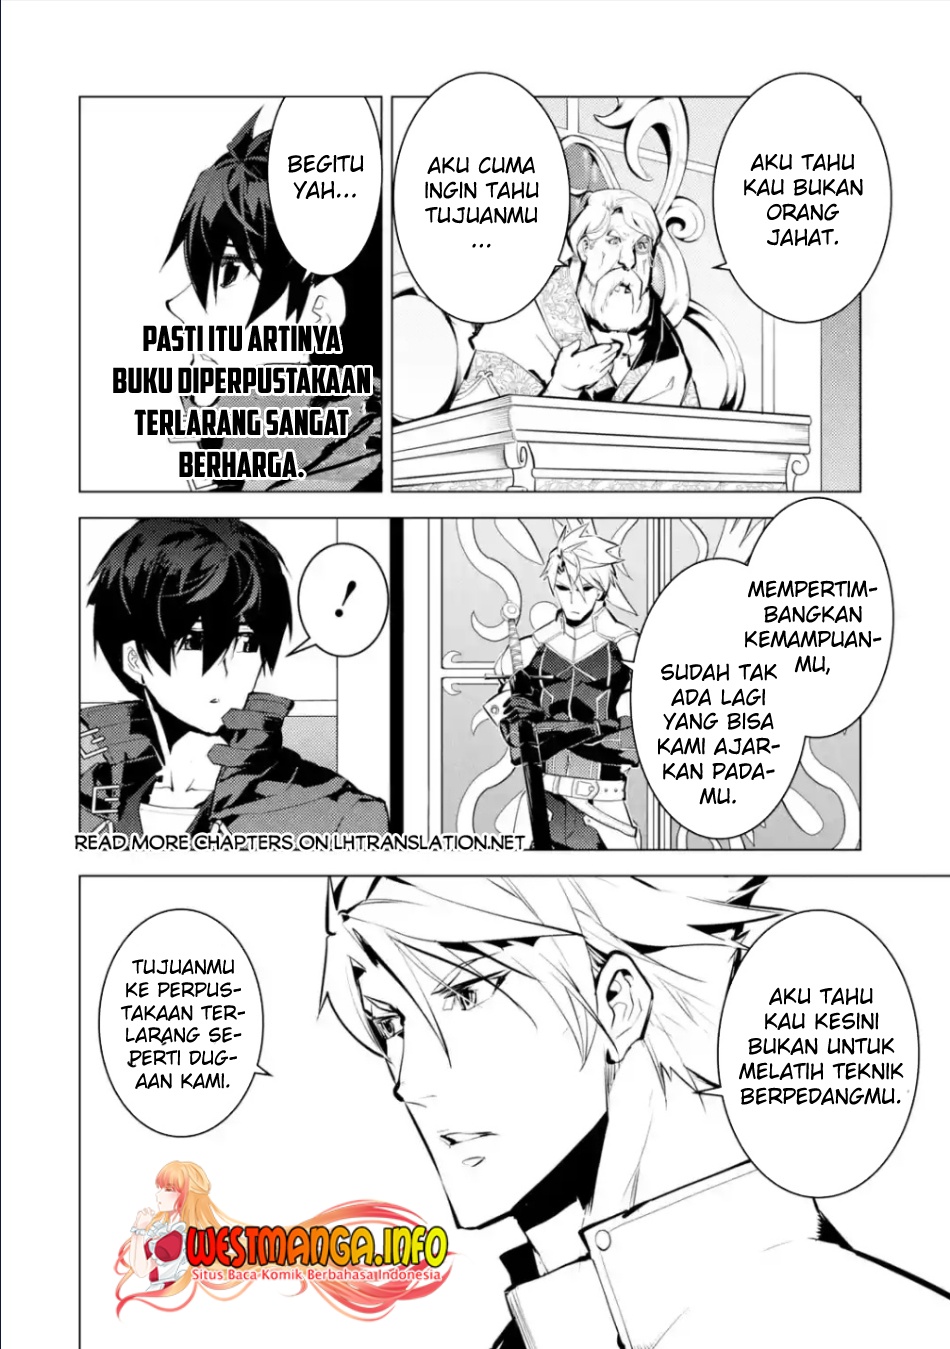 AKU TAHU
KAU BUKAN
ORANG
JAHAT.
AKU CUMA
INGIN TAHU
TUJUANMU
...
BEGITU
YAH...
PASTI ITU ARTINYA
BUKU DIPERPUSTAKAAN
TERLARANG SANGAT
BERHARGA.
MEMPERTIM-
BANGKAN
KEMAMPUAN-
MU,
SUDAH TAK
ADA LAGI
YANG BISA
KAMI AJAR-
KAN PADA-
MU.
!
READ MORE CHAPTERS ON LHTRANSLATION.NET
AKU TAHU
KAU KESINI
BUKAN UNTUK
MELATIH TEKNIK
BERPEDANGMU.
TUJUANMU
KE PERPUS-
TAKAAN TER-
LARANG SE-
PERTI DUG-
AAN KAMI.
WESTMANGA.INFO
Situs Baca Komik Berbahasa Indonesia